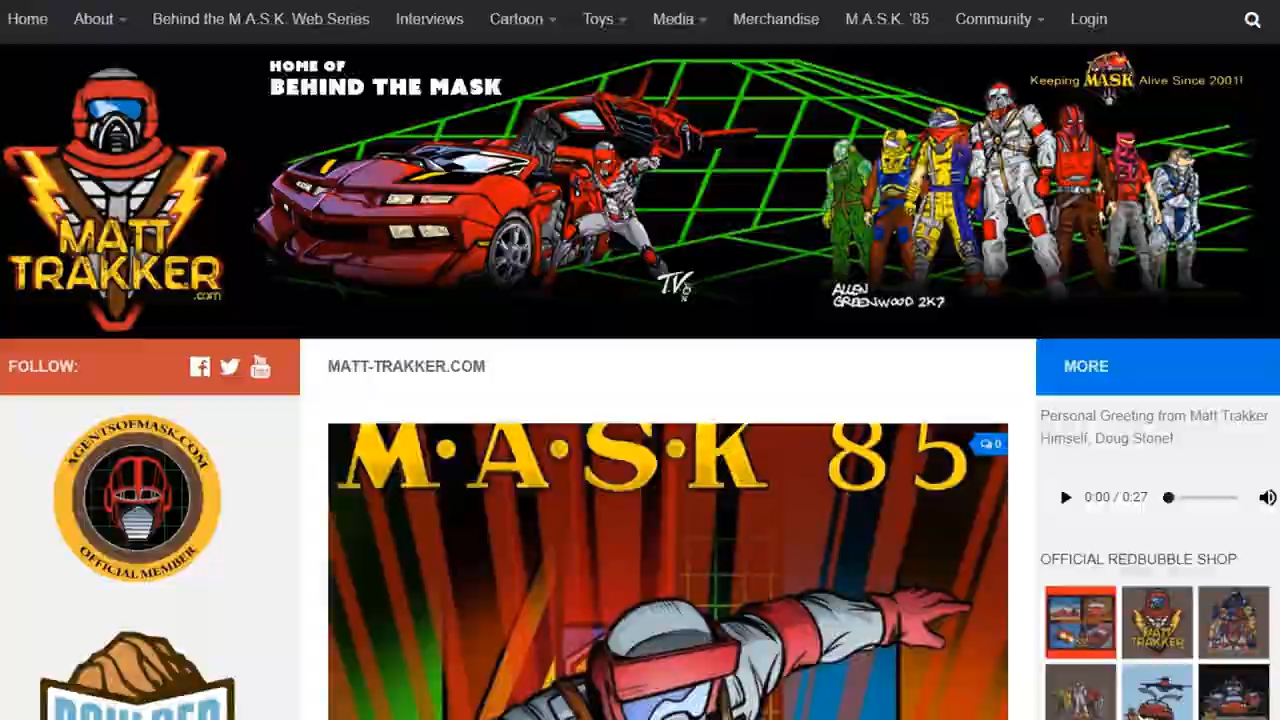 Home About Behind the M.A.S.K. Web Series Interviews Cartoon Toys Media Merchandise M.A.S.K. '85 Community Login
HOME OF
BEHIND THE MASK
Keeping MASK Alive Since 2001!
MATT
TRAKKER
.com
ALLEN
GREENWOOD 2K7
FOLLOW:
MATT-TRAKKER.COM
MORE
AGENTSOFMASK.COM
OFFICIAL MEMBER
M•A•S•K 85
0
Personal Greeting from Matt Trakker
Himself, Doug Stone!
0:00 / 0:27
OFFICIAL REDBUBBLE SHOP
MATT
TRAKKER